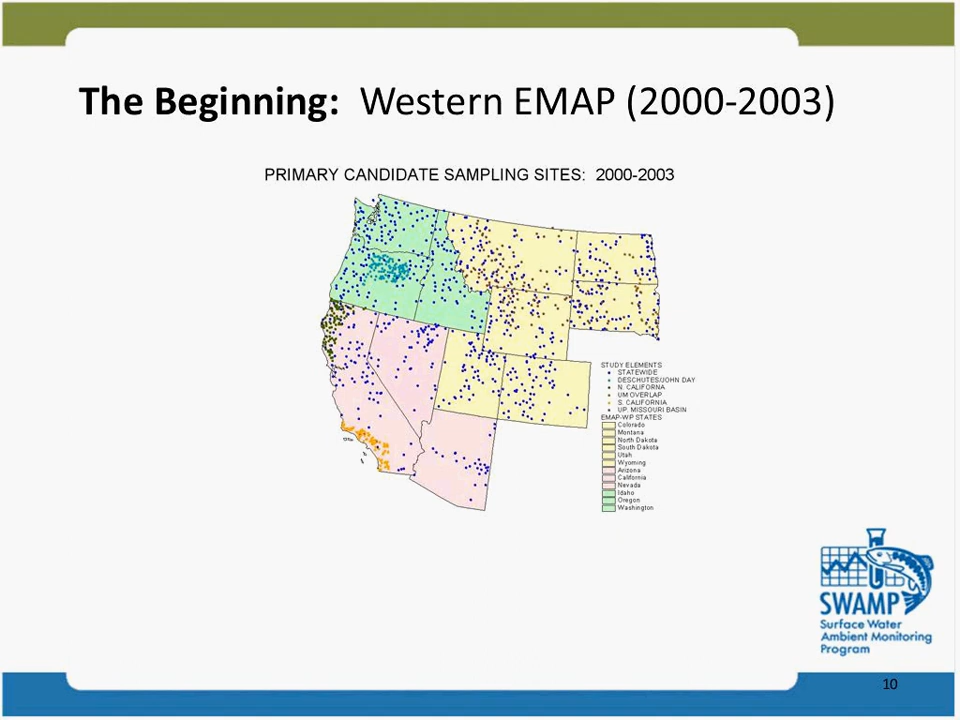 The Beginning: Western EMAP (2000-2003)
PRIMARY CANDIDATE SAMPLING SITES: 2000-2003
STUDY ELEMENTS
STATEWIDE
DESCHUTES/JOHN DAY
N. CALIFORNA
UM OVERLAP
S. CALIFORNIA
UP. MISSOURI BASIN
EMAP-WP STATES
Colorado
Montana
North Dakota
South Dakota
Utah
Wyoming
Arizona
California
Nevada
Idaho
Oregon
Washington
SWAMP
Surface Water
Ambient Monitoring
Program
10